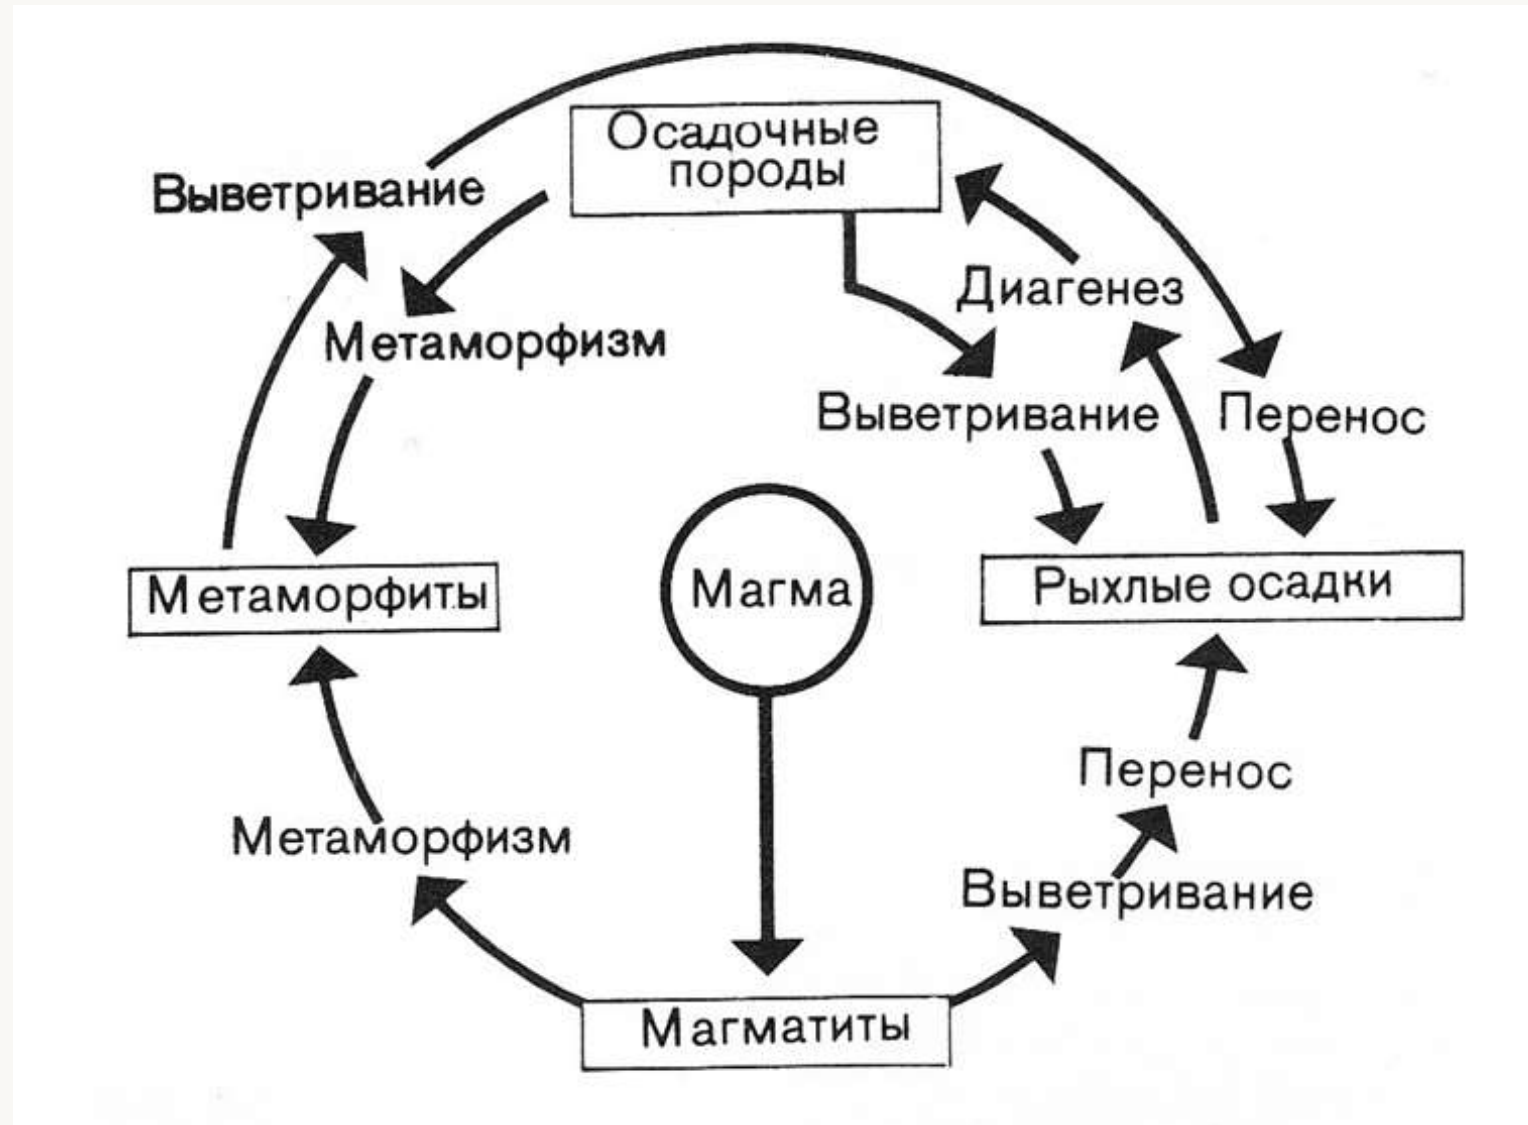 Осадочные
породы
Выветривание
Диагенез
Метаморфизм
Выветривание
Перенос
Магма
Метаморфиты
Рыхлые осадки
Перенос
Метаморфизм
Выветривание
Магматиты